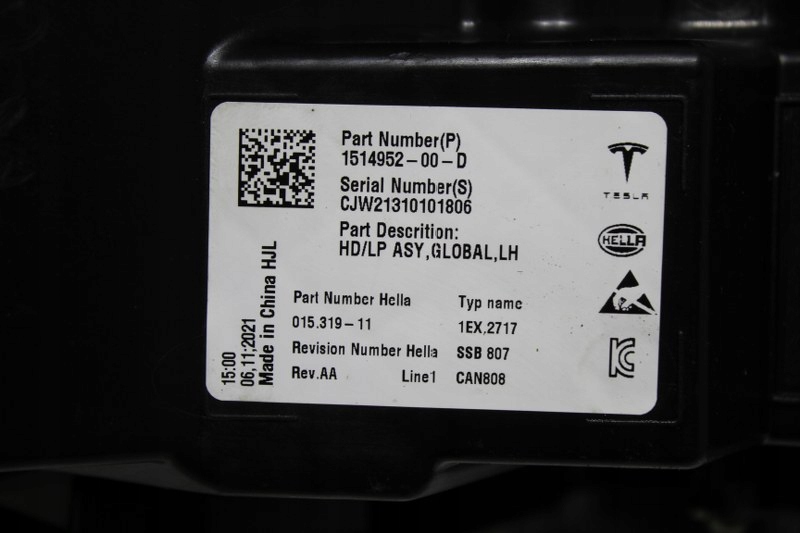 Part Number(P)
1514952-00-D
Serial Number(S)
CJW21310101806
Part Descrition:
HD/LP ASY,GLOBAL,LH
TESLA
HELLA
Part Number Hella
Typ name
015.319-11
1EX.2717
Revision Number Hella
SSB 807
Rev.AA
Line1
CAN808
15:00
06,11;2021
Made in China HJL